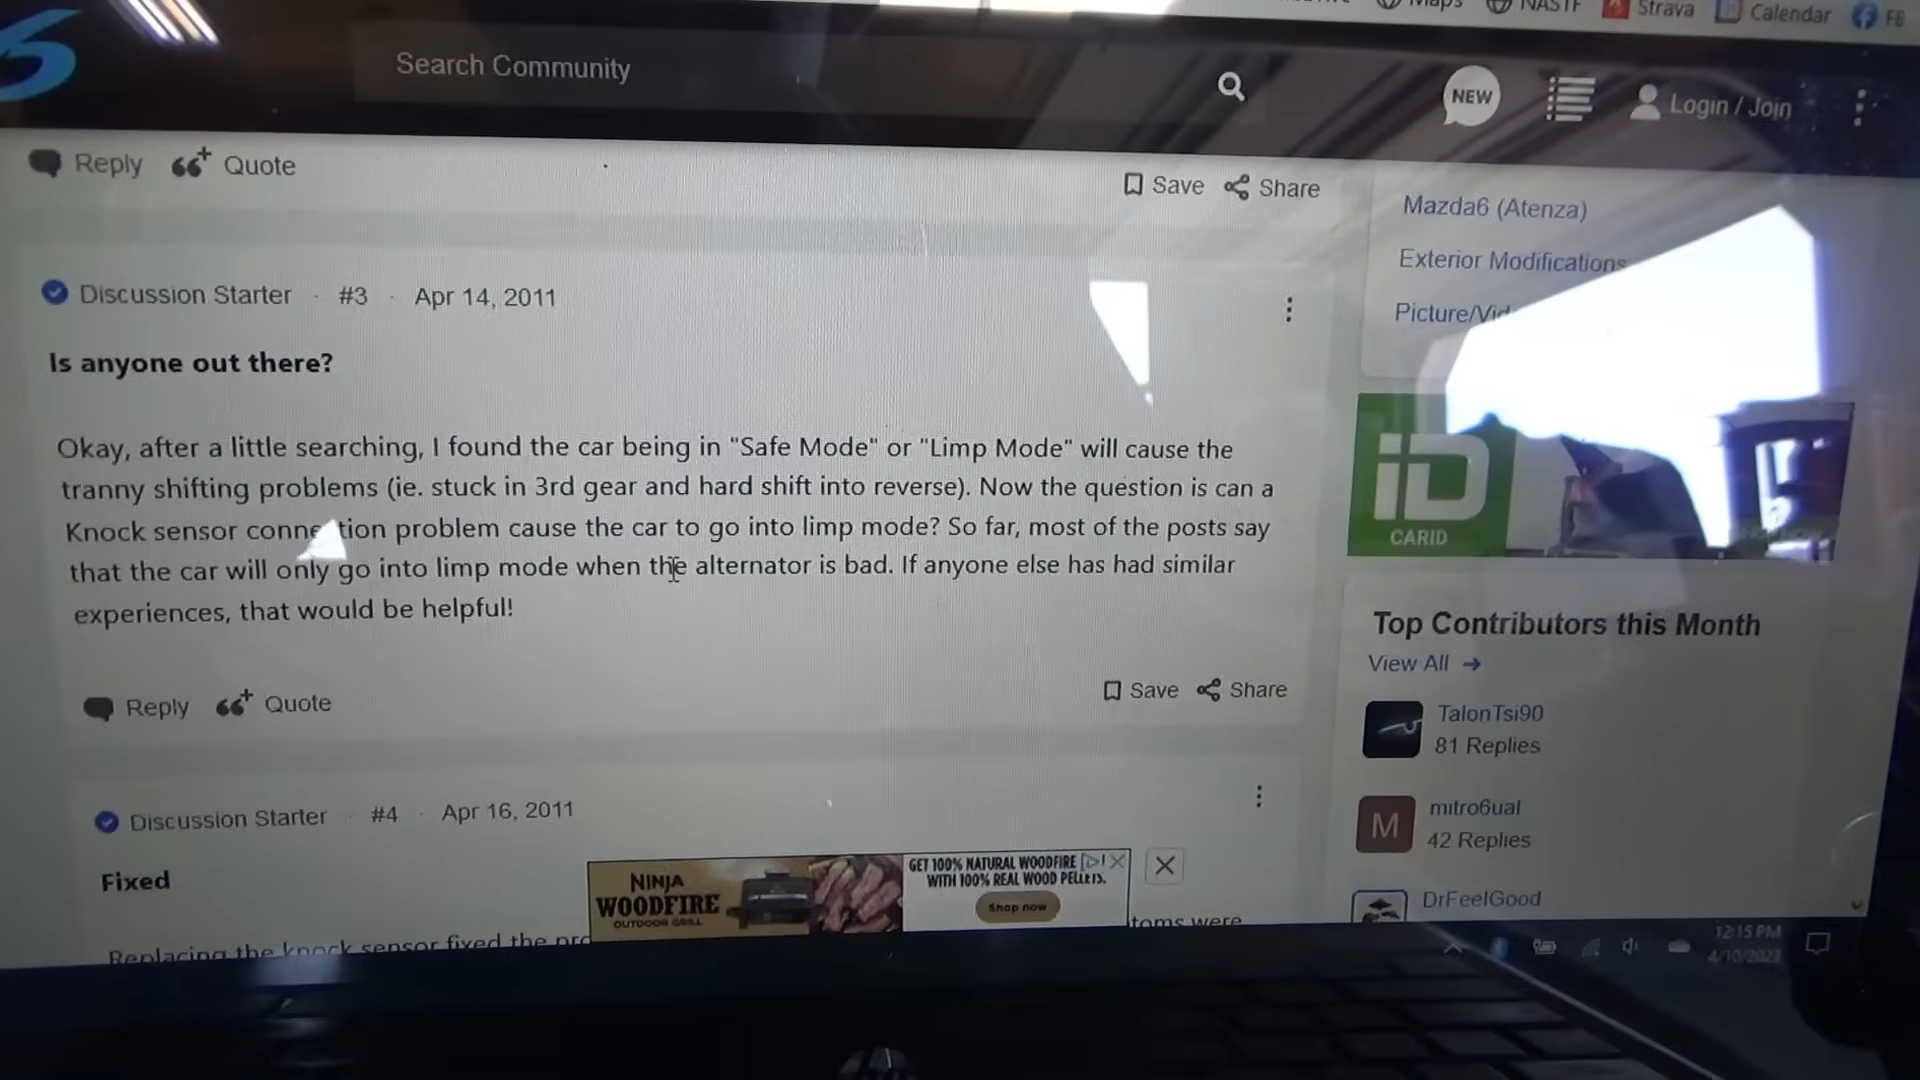 Maps NASTF Strava Calendar
6
Search Community
NEW Login / Join
Reply Quote
Save Share
Mazda6 (Atenza)
Exterior Modifications
Discussion Starter · #3 · Apr 14, 2011
Is anyone out there?
Okay, after a little searching, I found the car being in "Safe Mode" or "Limp Mode" will cause the
tranny shifting problems (ie. stuck in 3rd gear and hard shift into reverse). Now the question is can a
Knock sensor connection problem cause the car to go into limp mode? So far, most of the posts say
that the car will only go into limp mode when the alternator is bad. If anyone else has had similar
experiences, that would be helpful!
Reply Quote
Save Share
iD
CARID
Top Contributors this Month
View All
TalonTsi90
81 Replies
M
mitro6ual
42 Replies
DrFeelGood
Discussion Starter · #4 · Apr 16, 2011
Fixed
Replacing the knock sensor fixed the
NINJA
WOODFIRE
OUTDOOR GRILL
GET 100% NATURAL WOODFIRE
WITH 100% REAL WOOD PELLETS.
Shop now
were
12:15 PM
hp